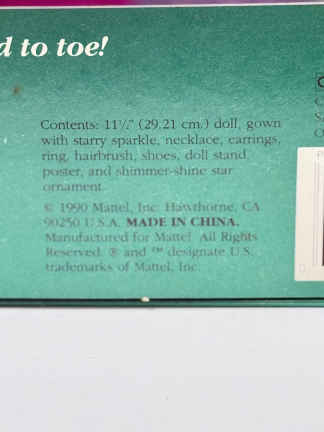 d to toe!
Contents: 11½" (29.21 cm.) doll, gown
with starry sparkle, necklace, earrings,
ring, hairbrush, shoes, doll stand,
poster, and shimmer-shine star
ornament.
© 1990 Mattel, Inc. Hawthorne, CA
90250 U.S.A. MADE IN CHINA.
Manufactured for Mattel. All Rights
Reserved. ® and ™ designate U.S.
trademarks of Mattel, Inc.